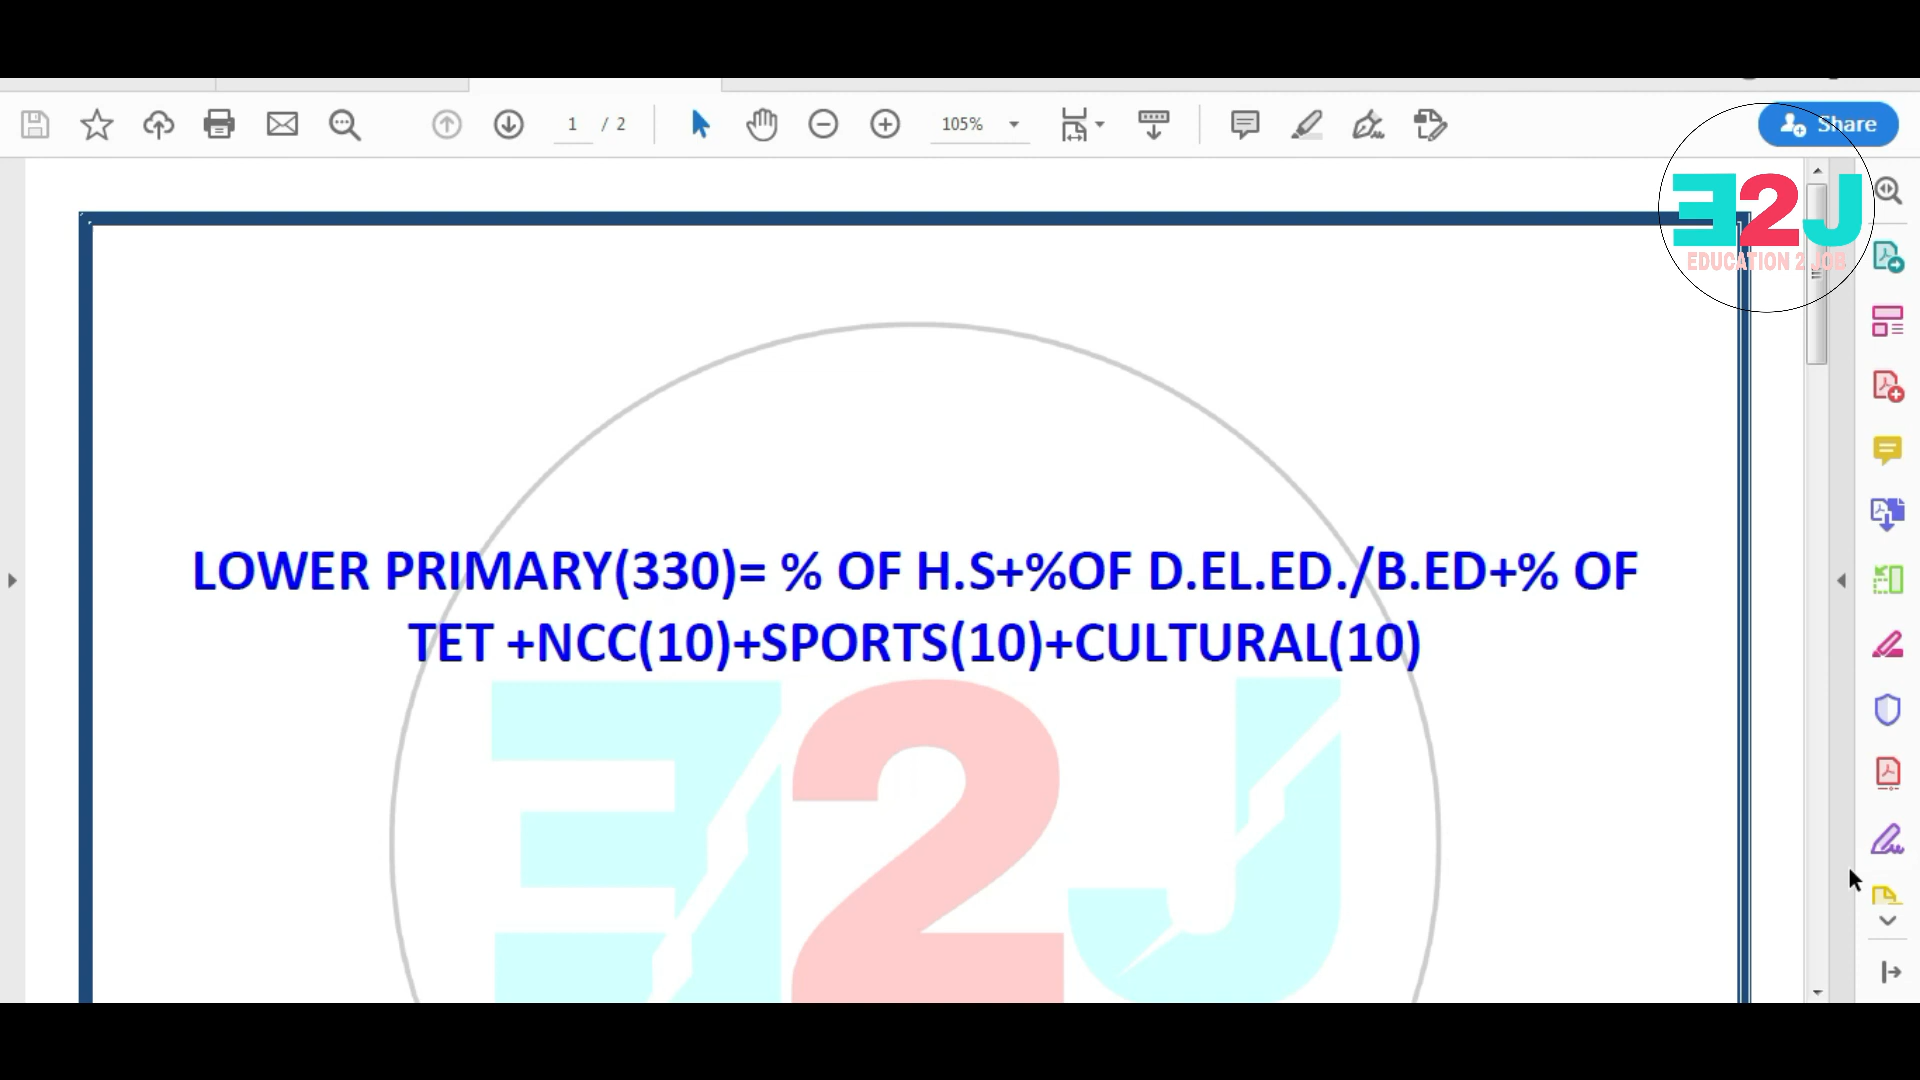 1 / 2
105%
Share
E2J
EDUCATION 2 JOB
LOWER PRIMARY(330)= % OF H.S+%OF D.EL.ED./B.ED+% OF
TET +NCC(10)+SPORTS(10)+CULTURAL(10)
E2J